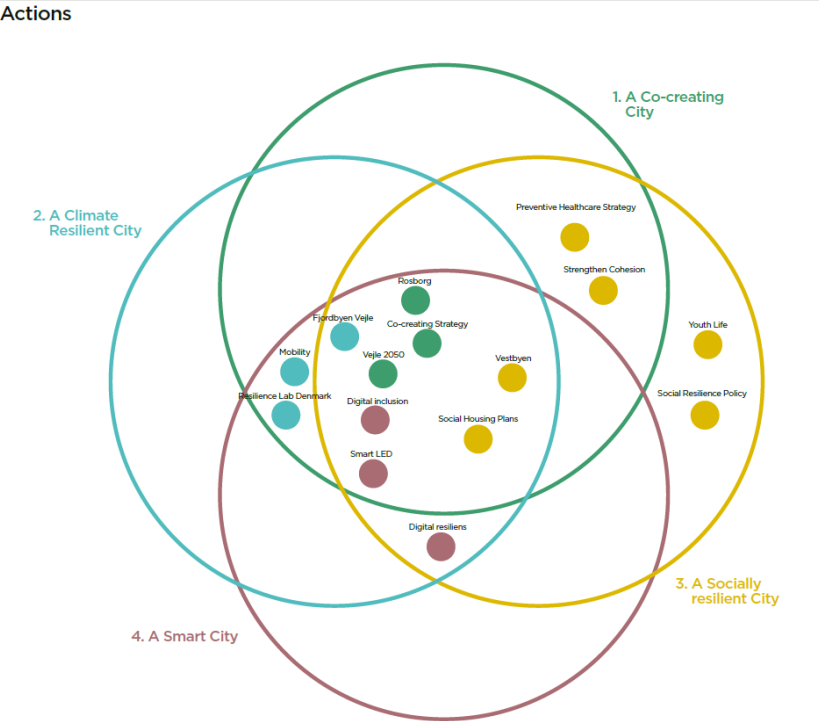 Actions
1. A Co-creating
City
2. A Climate
Resilient City
Preventive Healthcare Strategy
Strengthen Cohesion
Rosborg
Fjordbyen Vejle
Co-creating Strategy
Youth Life
Mobility
Vejle 2050
Vestbyen
Resilience Lab Denmark
Digital inclusion
Social Resilience Policy
Social Housing Plans
Smart LED
Digital resiliens
3. A Socially
resilient City
4. A Smart City